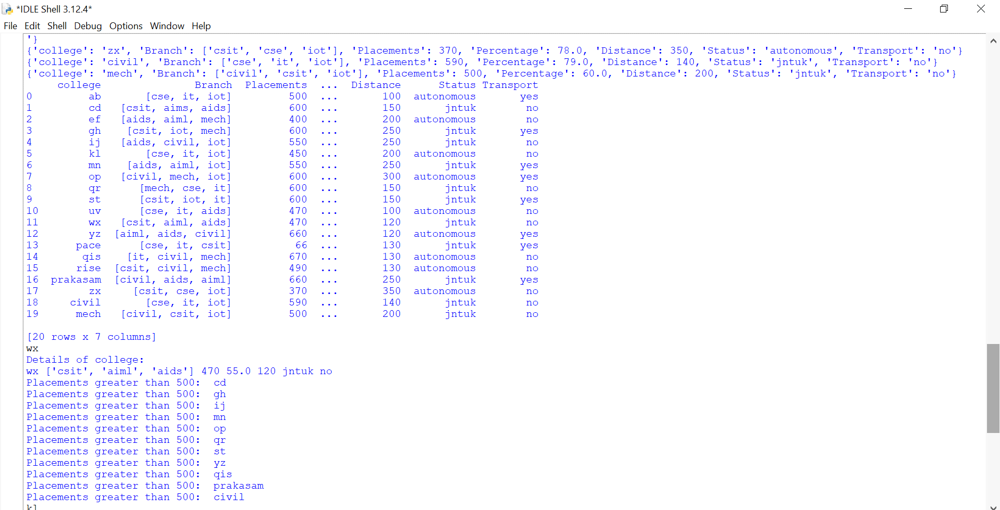 *IDLE Shell 3.12.4*
File Edit Shell Debug Options Window Help
'}
{'college': 'zx', 'Branch': ['csit', 'cse', 'iot'], 'Placements': 370, 'Percentage': 78.0, 'Distance': 350, 'Status': 'autonomous', 'Transport': 'no'}
{'college': 'civil', 'Branch': ['cse', 'it', 'iot'], 'Placements': 590, 'Percentage': 79.0, 'Distance': 140, 'Status': 'jntuk', 'Transport': 'no'}
{'college': 'mech', 'Branch': ['civil', 'csit', 'iot'], 'Placements': 500, 'Percentage': 60.0, 'Distance': 200, 'Status': 'jntuk', 'Transport': 'no'}
college Branch Placements ... Distance Status Transport
0 ab [cse, it, iot] 500 ... 100 autonomous yes
1 cd [csit, aims, aids] 600 ... 150 jntuk no
2 ef [aids, aiml, mech] 400 ... 200 autonomous no
3 gh [csit, iot, mech] 600 ... 250 jntuk yes
4 ij [aids, civil, iot] 550 ... 250 jntuk no
5 kl [cse, it, iot] 450 ... 200 autonomous no
6 mn [aids, aiml, iot] 550 ... 250 jntuk yes
7 op [civil, mech, iot] 600 ... 300 autonomous yes
8 qr [mech, cse, it] 600 ... 150 jntuk no
9 st [csit, iot, it] 600 ... 150 jntuk yes
10 uv [cse, it, aids] 470 ... 100 autonomous no
11 wx [csit, aiml, aids] 470 ... 120 jntuk no
12 yz [aiml, aids, civil] 660 ... 120 autonomous yes
13 pace [cse, it, csit] 66 ... 130 jntuk yes
14 qis [it, civil, mech] 670 ... 130 autonomous no
15 rise [csit, civil, mech] 490 ... 130 autonomous no
16 prakasam [civil, aids, aiml] 660 ... 250 jntuk yes
17 zx [csit, cse, iot] 370 ... 350 autonomous no
18 civil [cse, it, iot] 590 ... 140 jntuk no
19 mech [civil, csit, iot] 500 ... 200 jntuk no
[20 rows x 7 columns]
wx
Details of college:
wx ['csit', 'aiml', 'aids'] 470 55.0 120 jntuk no
Placements greater than 500: cd
Placements greater than 500: gh
Placements greater than 500: ij
Placements greater than 500: mn
Placements greater than 500: op
Placements greater than 500: qr
Placements greater than 500: st
Placements greater than 500: yz
Placements greater than 500: qis
Placements greater than 500: prakasam
Placements greater than 500: civil
kl